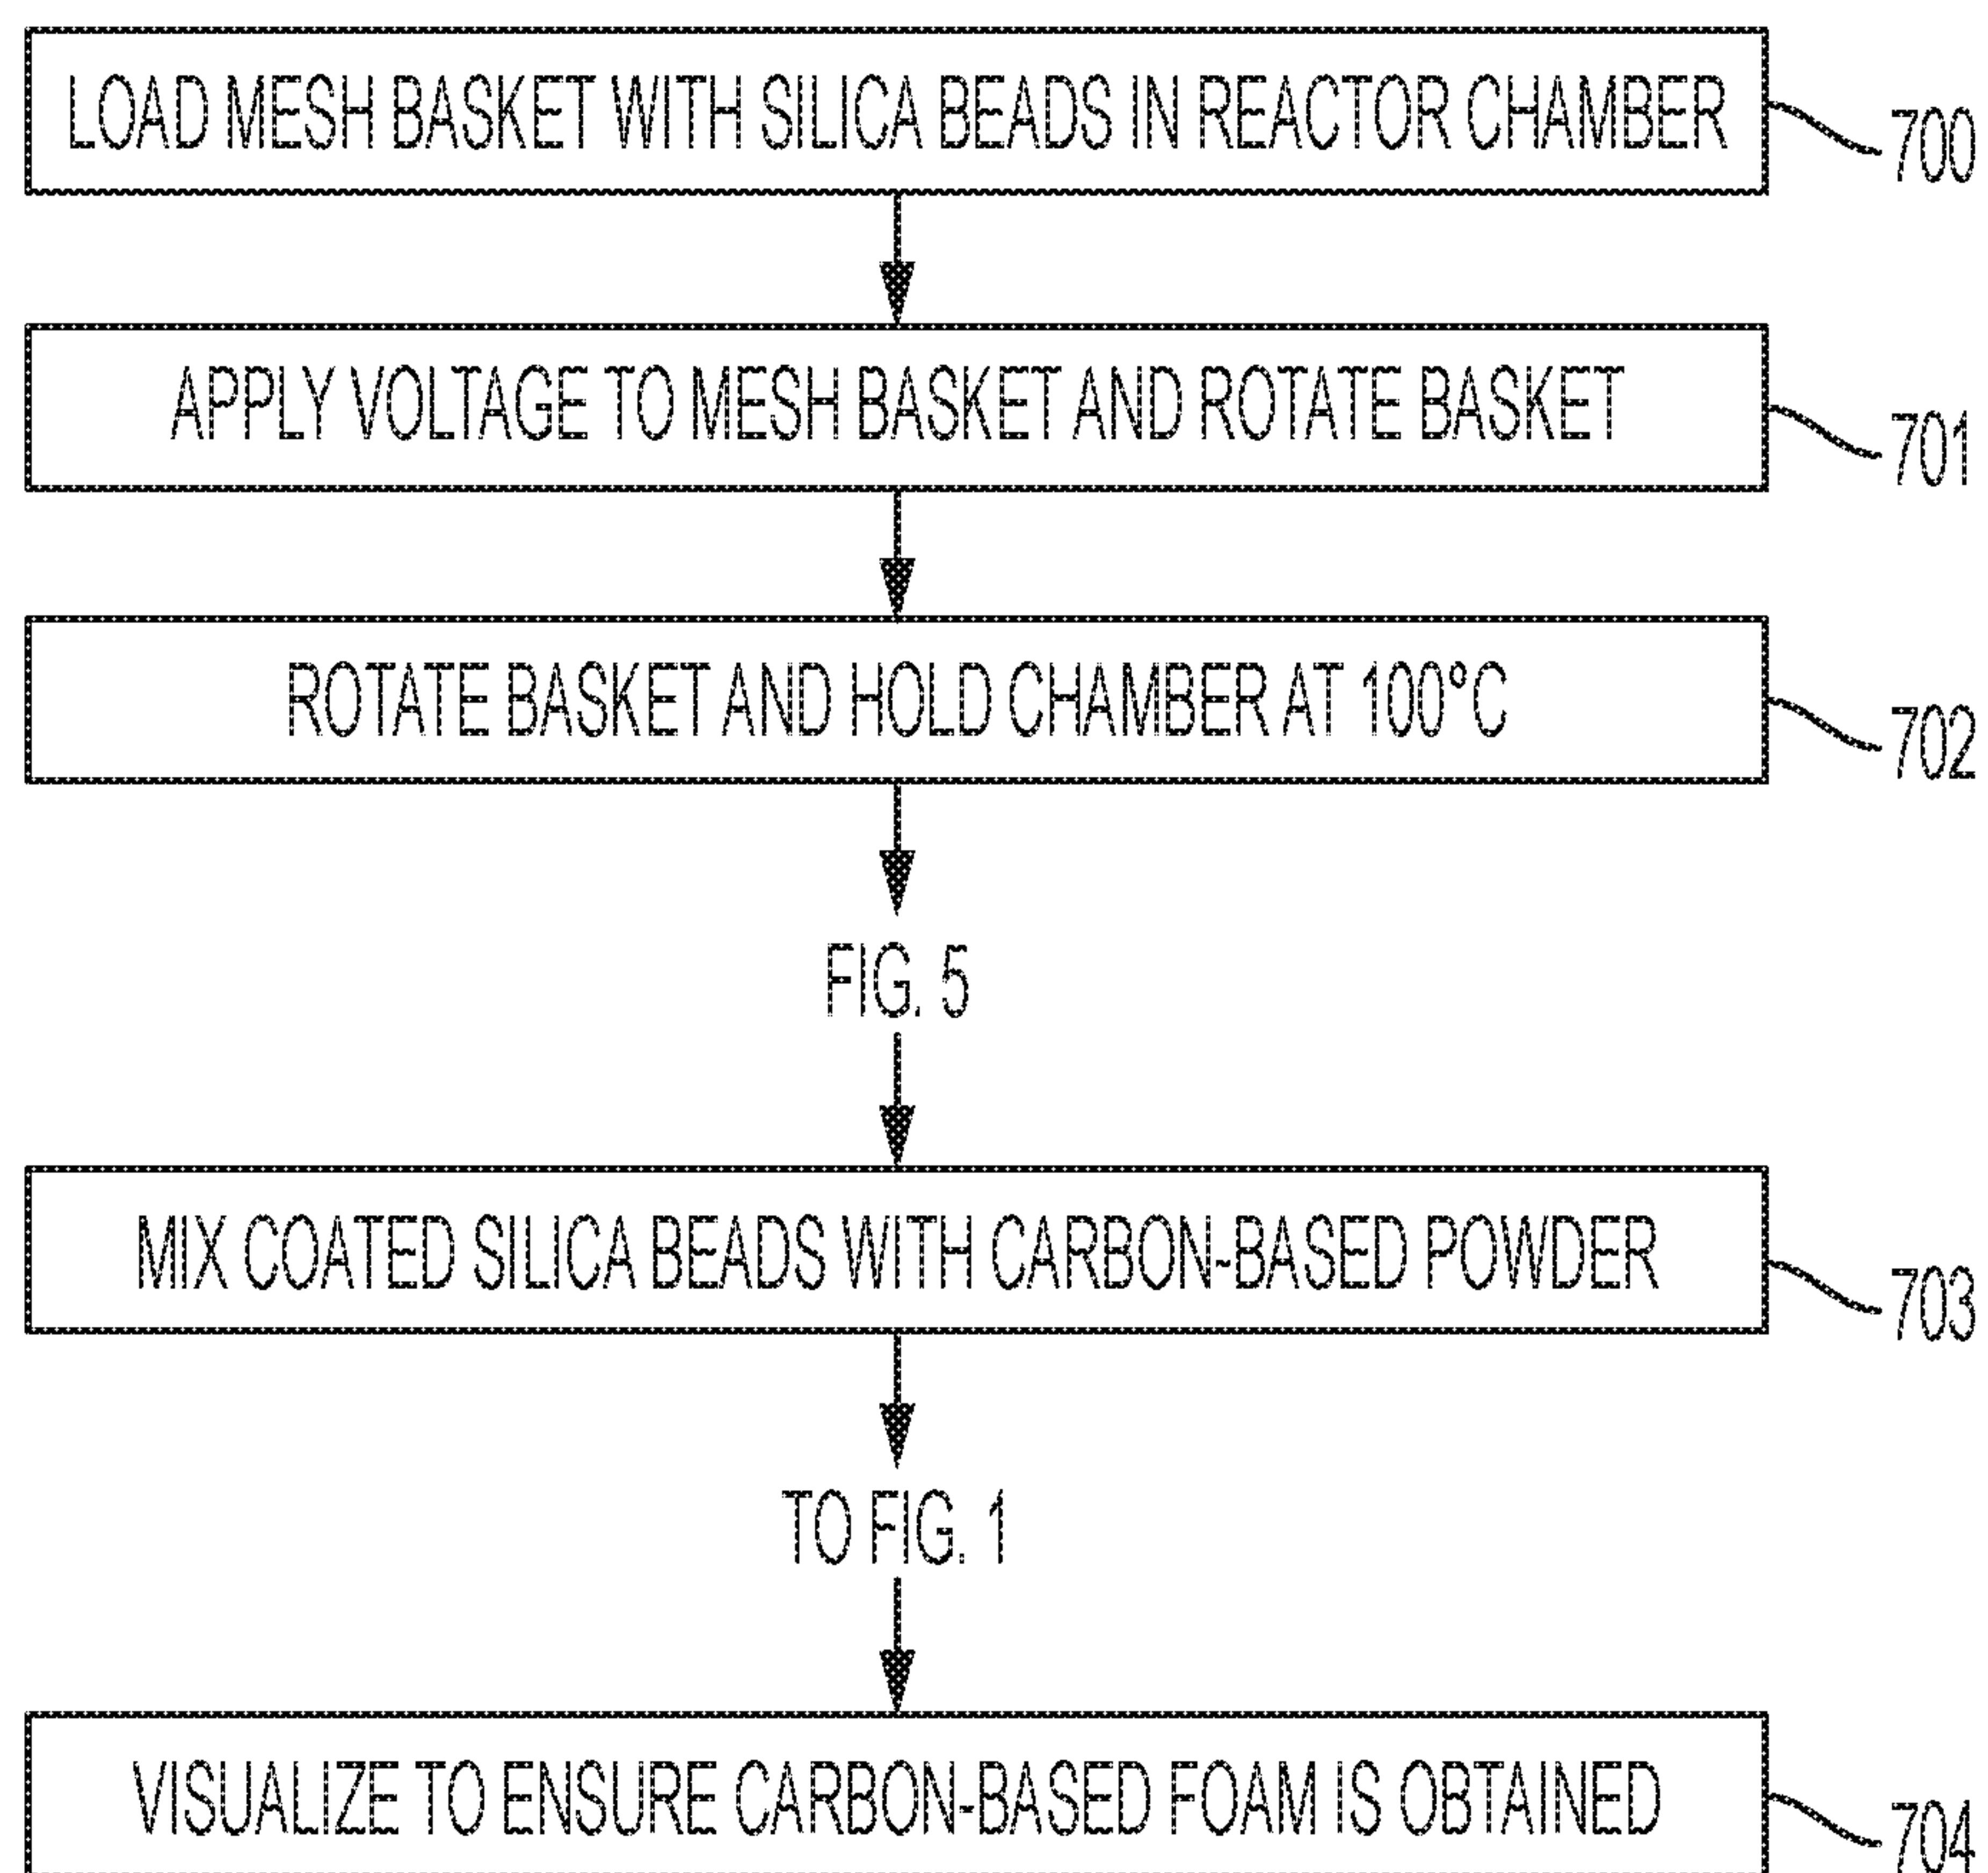 LOAD MESH BASKET WITH SILICA BEADS IN REACTOR CHAMBER
700
APPLY VOLTAGE TO MESH BASKET AND ROTATE BASKET
701
ROTATE BASKET AND HOLD CHAMBER AT 100°C
702
FIG. 5
MIX COATED SILICA BEADS WITH CARBON-BASED POWDER
703
TO FIG. 1
VISUALIZE TO ENSURE CARBON-BASED FOAM IS OBTAINED
704